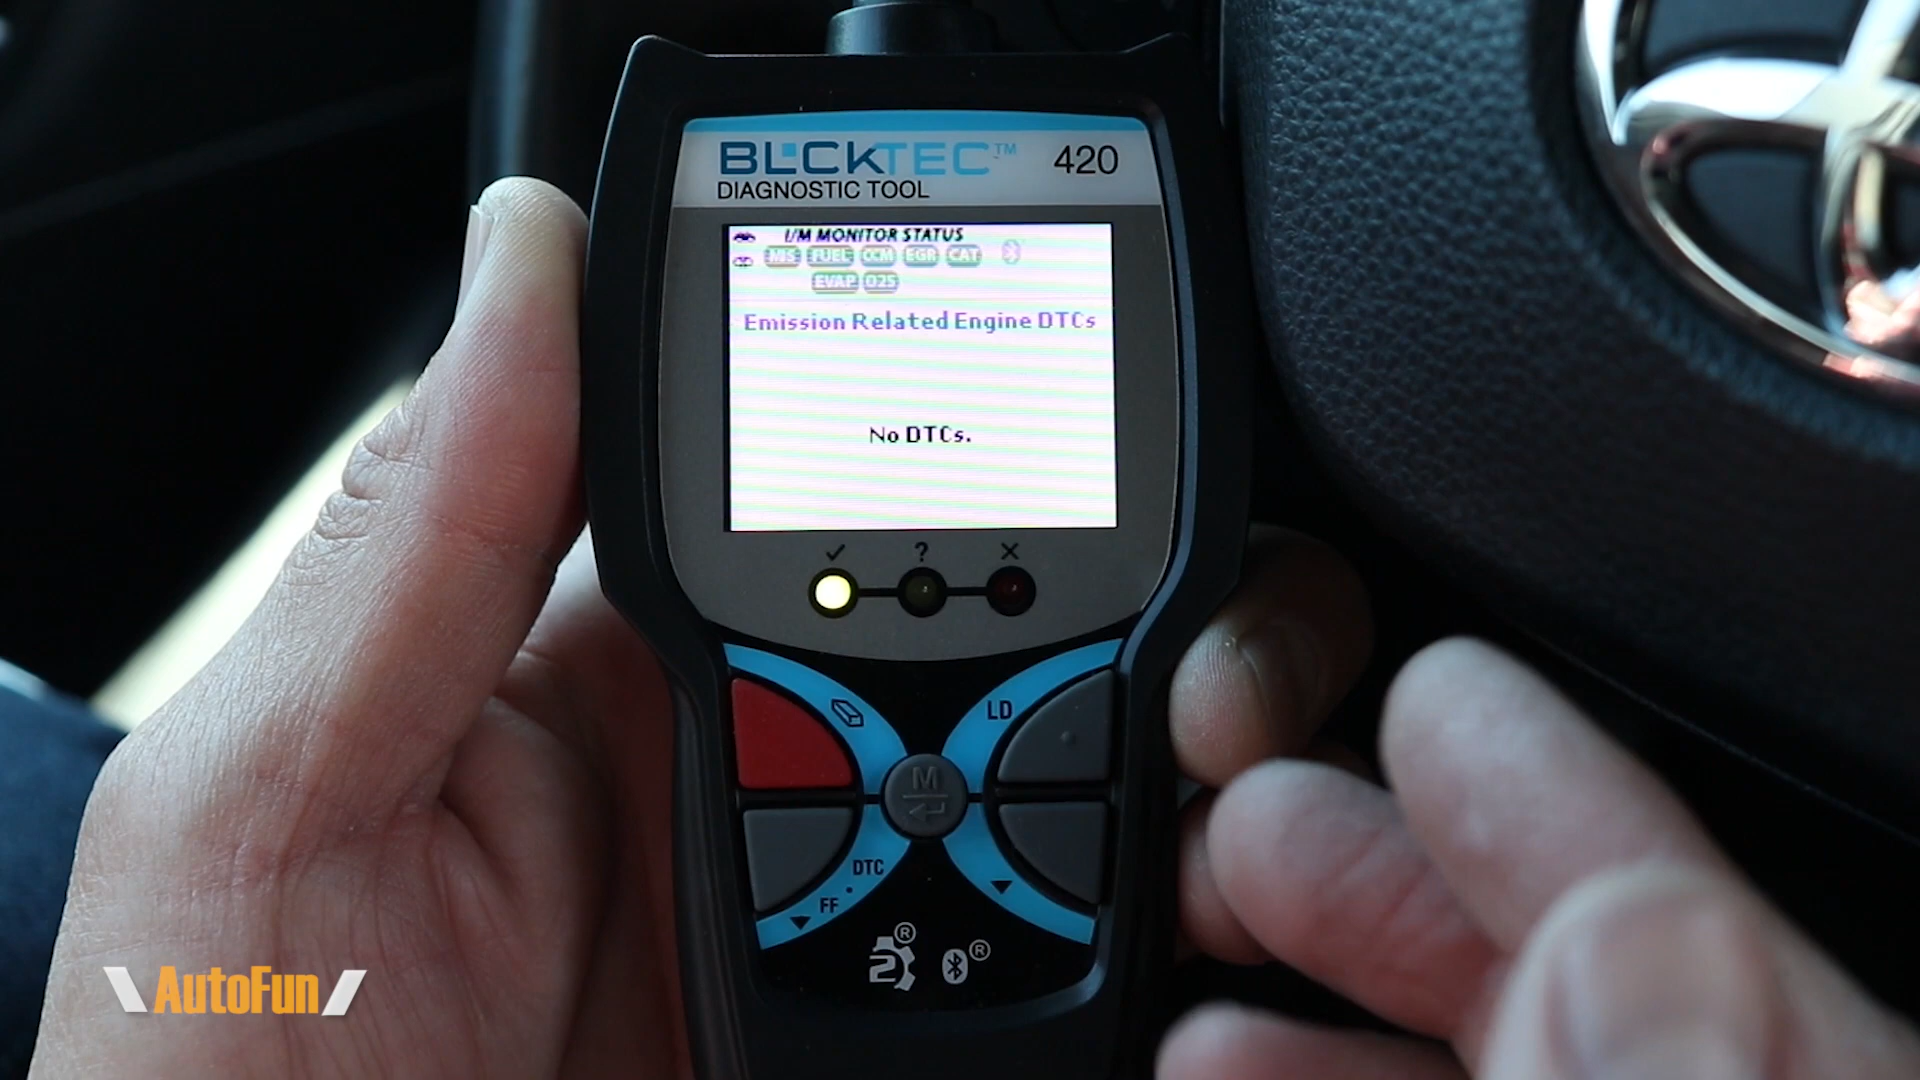 BLCKTEC™ 420
DIAGNOSTIC TOOL
I/M MONITOR STATUS
MIS FUEL CCM EGR CAT
EVAP O2S
Emission Related Engine DTCs
No DTCs.
✓ ? X
LD
M
DTC
FF
2 ® ®
AutoFun